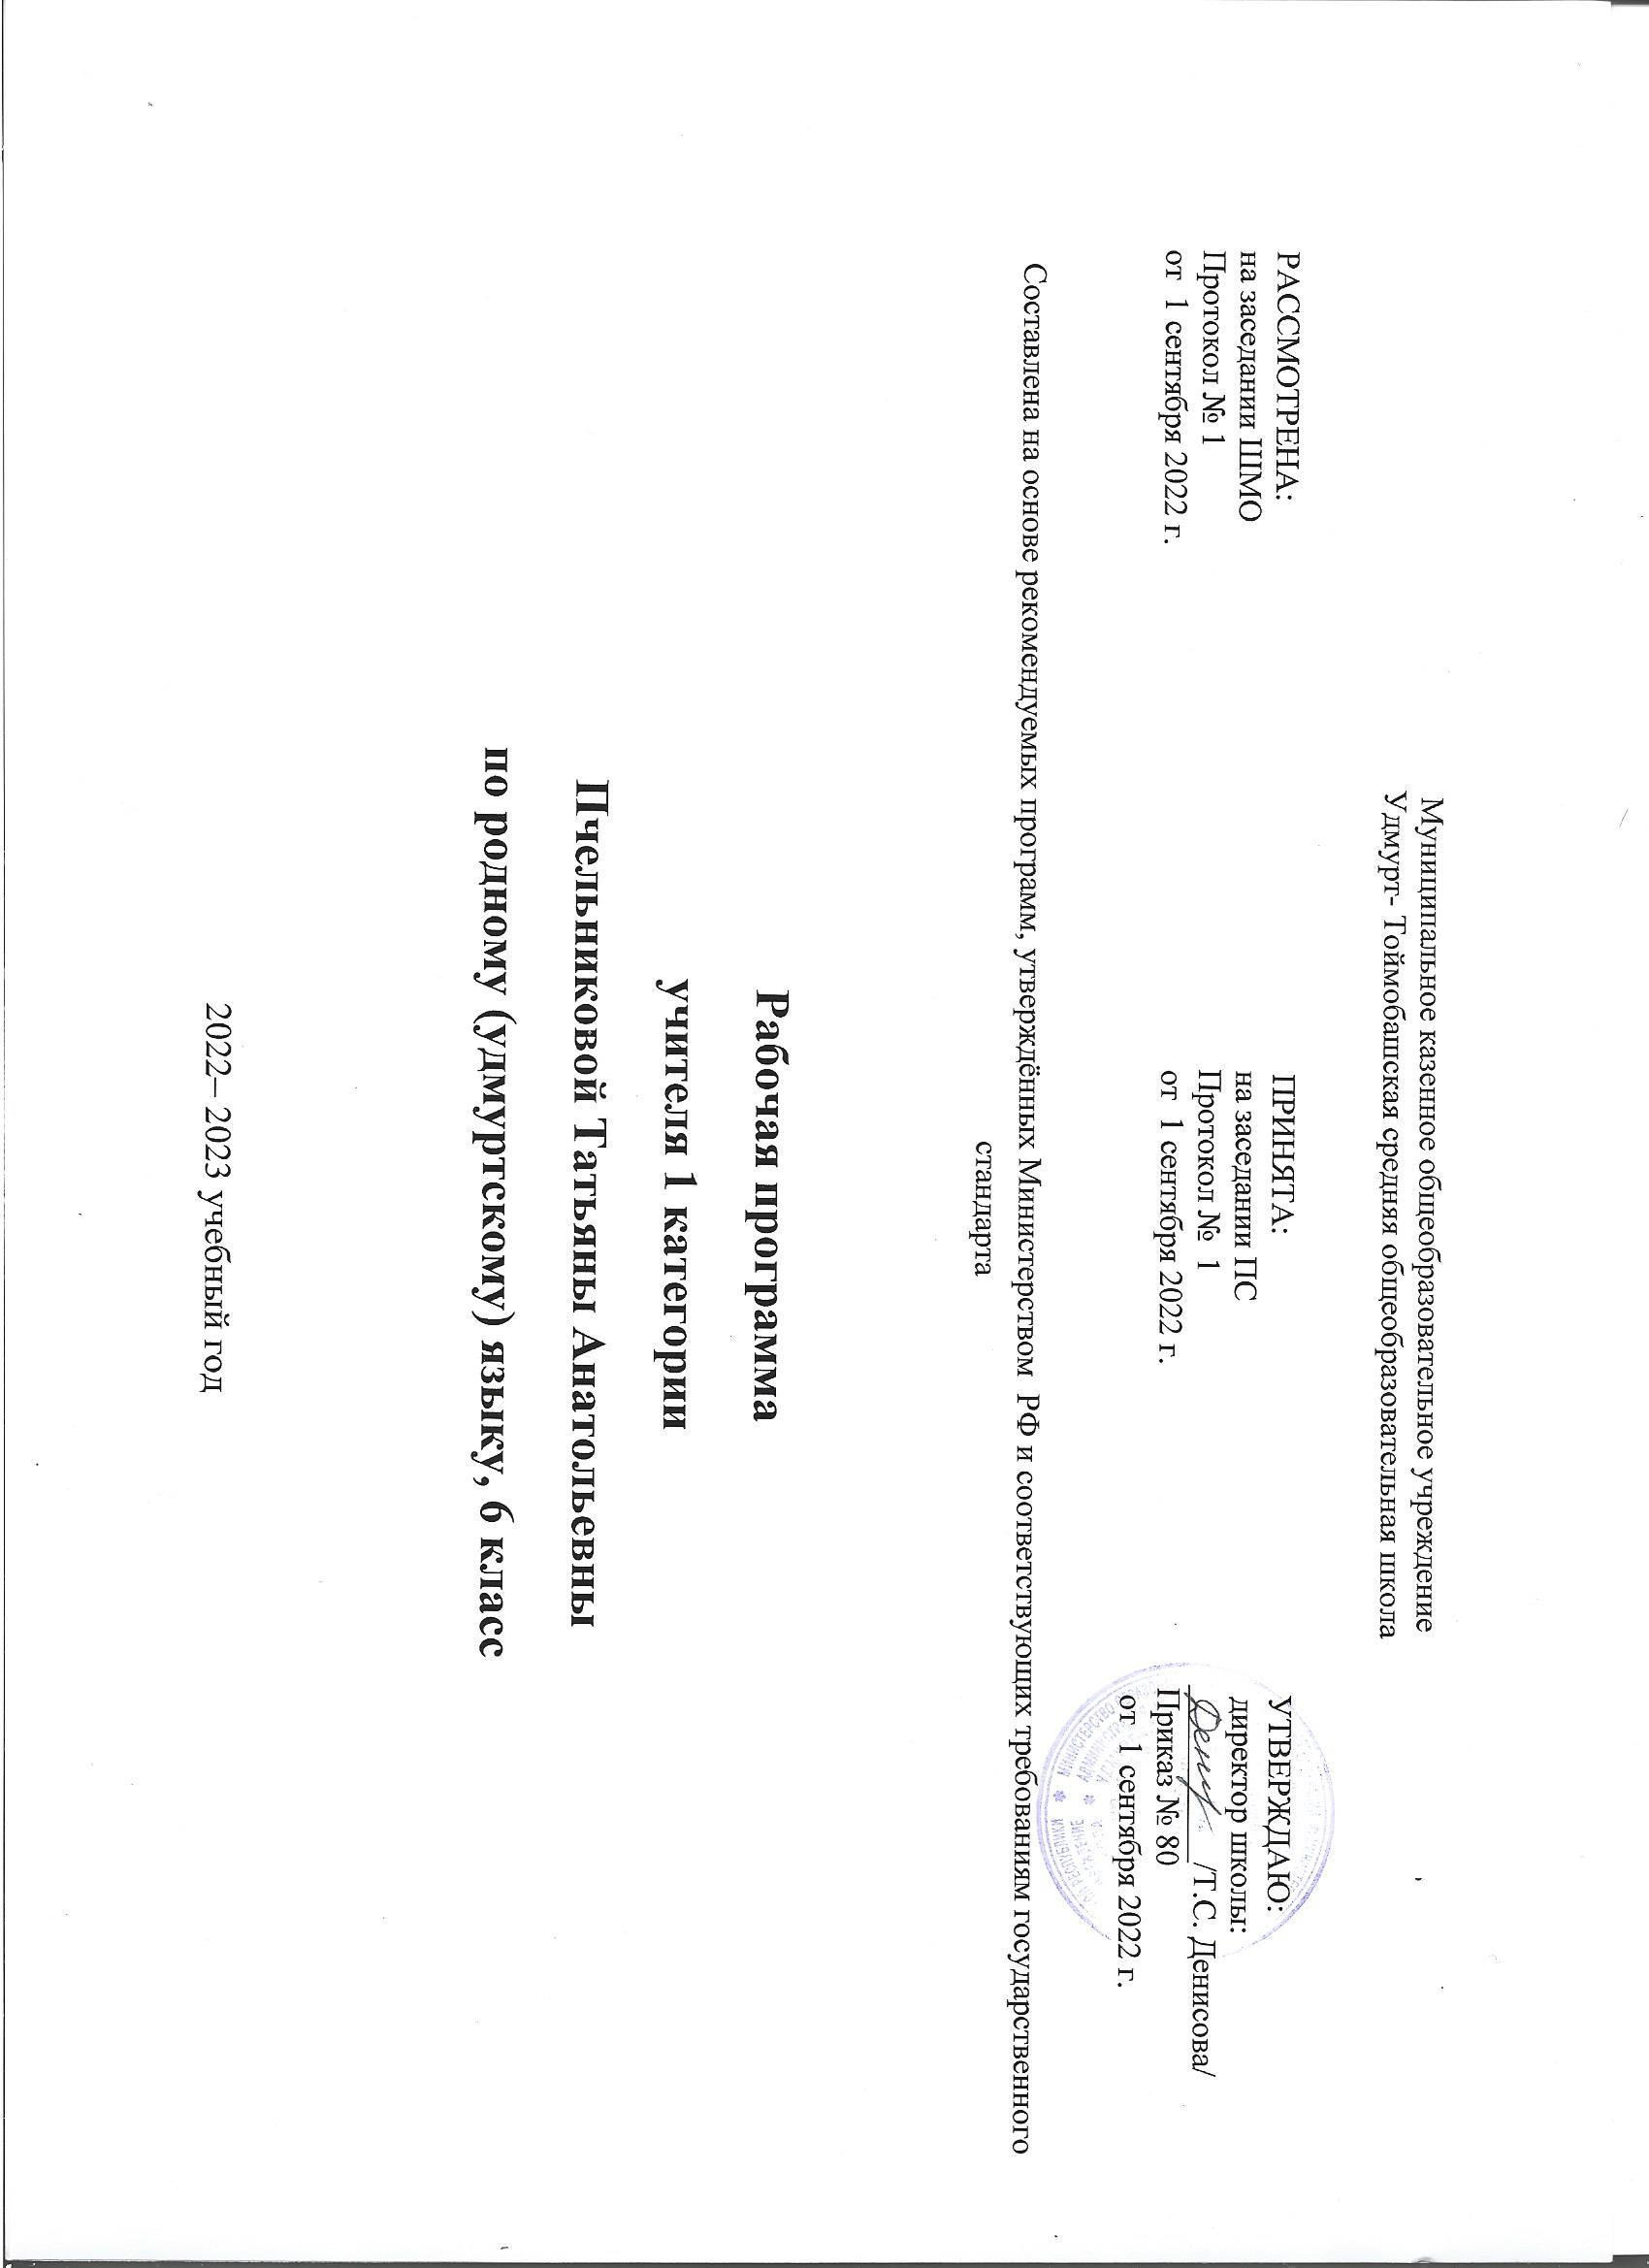 Муниципальное казенное общеобразовательное учреждение
Удмурт- Тоймобашская средняя общеобразовательная школа
РАССМОТРЕНА:
на заседании ШМО
Протокол № 1
от 1 сентября 2022 г.
ПРИНЯТА:
на заседании ПС
Протокол № 1
от 1 сентября 2022 г.
УТВЕРЖДАЮ:
директор школы:
/Т.С. Денисова/
Приказ № 80
от 1 сентября 2022 г.
Составлена на основе рекомендуемых программ, утверждённых Министерством РФ и соответствующих требованиям государственного
стандарта
Рабочая программа
учителя 1 категории
Пчельниковой Татьяны Анатольевны
по родному (удмуртскому) языку, 6 класс
2022– 2023 учебный год